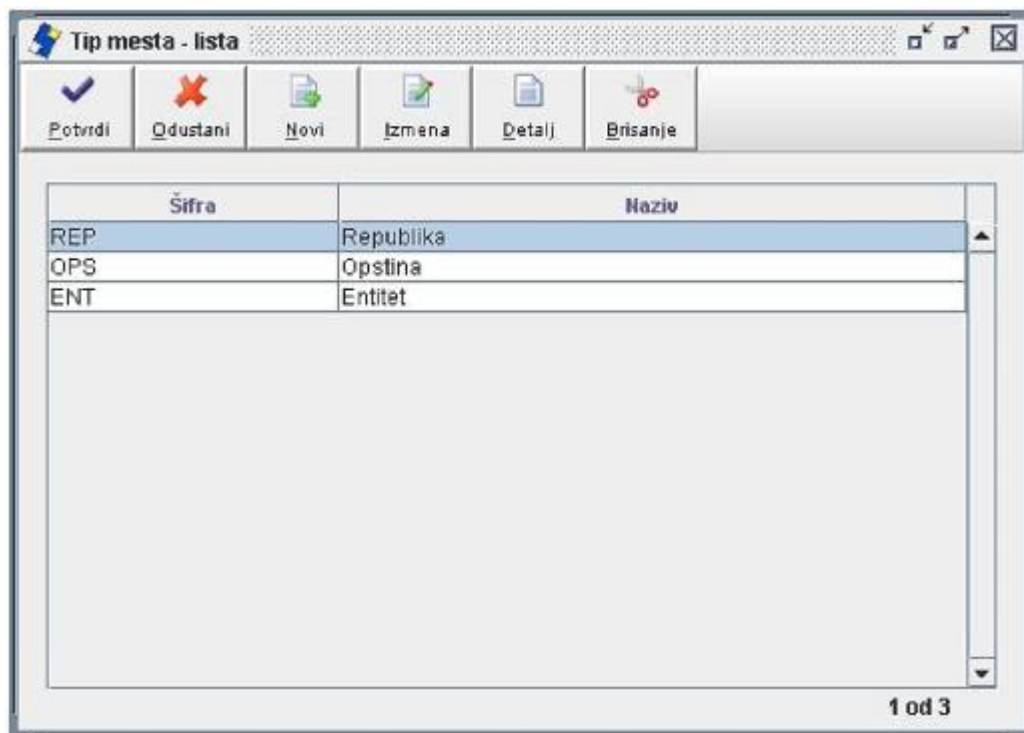 Tip mesta - lista
Potvrdi Odustani Novi Izmena Detalj Brisanje
Šifra Naziv
REP Republika
OPS Opstina
ENT Entitet
1 od 3